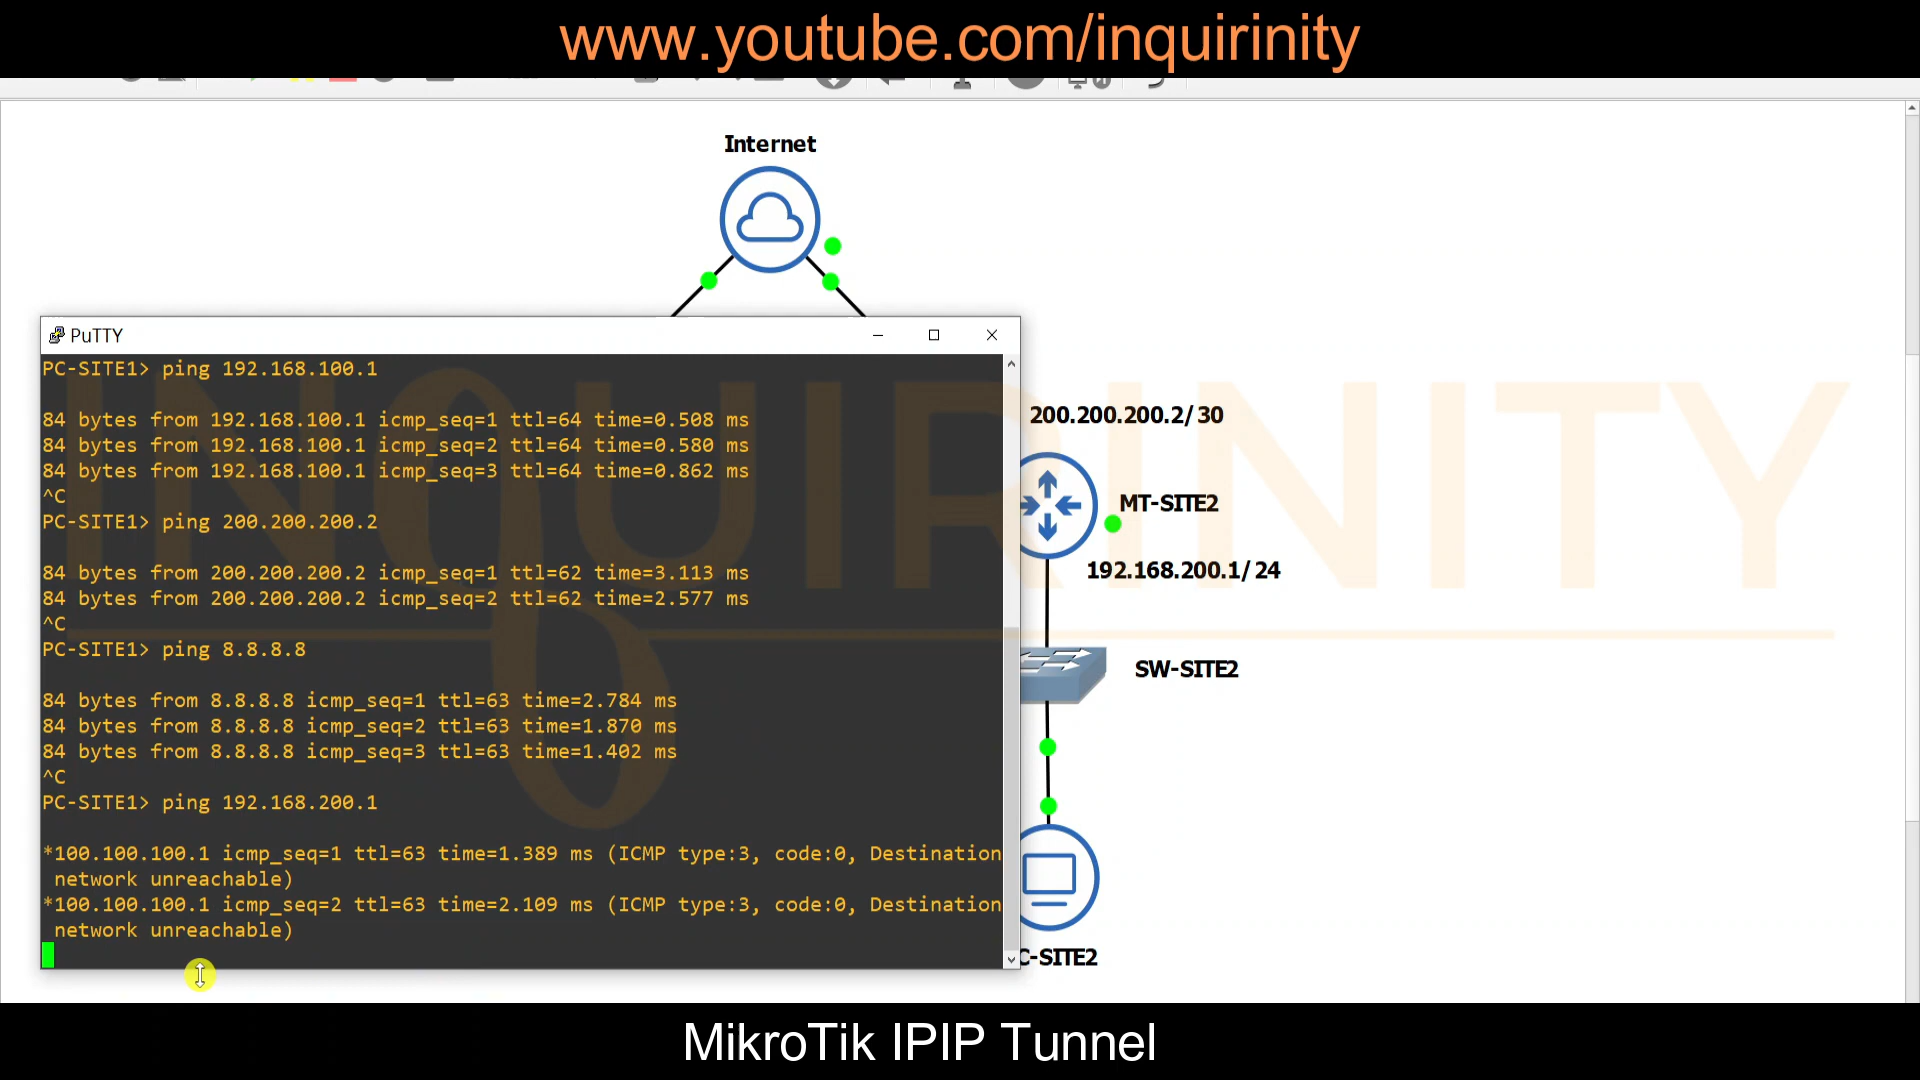 www.youtube.com/inquirinity
Internet
PuTTY
PC-SITE1> ping 192.168.100.1
84 bytes from 192.168.100.1 icmp_seq=1 ttl=64 time=0.508 ms
84 bytes from 192.168.100.1 icmp_seq=2 ttl=64 time=0.580 ms
84 bytes from 192.168.100.1 icmp_seq=3 ttl=64 time=0.862 ms
^C
PC-SITE1> ping 200.200.200.2
84 bytes from 200.200.200.2 icmp_seq=1 ttl=62 time=3.113 ms
84 bytes from 200.200.200.2 icmp_seq=2 ttl=62 time=2.577 ms
^C
PC-SITE1> ping 8.8.8.8
84 bytes from 8.8.8.8 icmp_seq=1 ttl=63 time=2.784 ms
84 bytes from 8.8.8.8 icmp_seq=2 ttl=63 time=1.870 ms
84 bytes from 8.8.8.8 icmp_seq=3 ttl=63 time=1.402 ms
^C
PC-SITE1> ping 192.168.200.1
*100.100.100.1 icmp_seq=1 ttl=63 time=1.389 ms (ICMP type:3, code:0, Destination
network unreachable)
*100.100.100.1 icmp_seq=2 ttl=63 time=2.109 ms (ICMP type:3, code:0, Destination
network unreachable)
200.200.200.2/30
MT-SITE2
192.168.200.1/24
SW-SITE2
C-SITE2
INQUIRINITY
MikroTik IPIP Tunnel